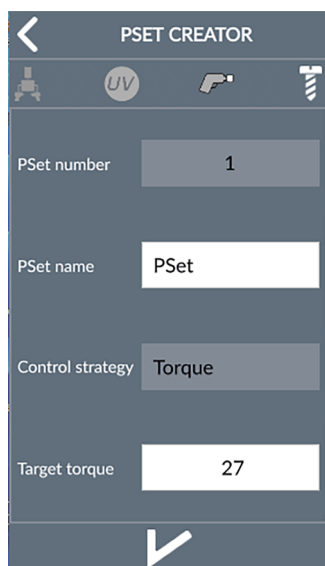 PSET CREATOR
UV
PSet number 1
PSet name PSet
Control strategy Torque
Target torque 27